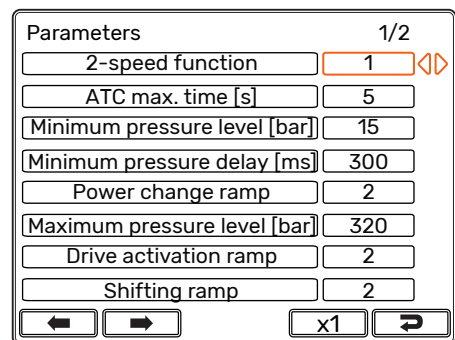 Parameters 1/2
2-speed function 1
ATC max. time [s] 5
Minimum pressure level [bar] 15
Minimum pressure delay [ms] 300
Power change ramp 2
Maximum pressure level [bar] 320
Drive activation ramp 2
Shifting ramp 2
x1